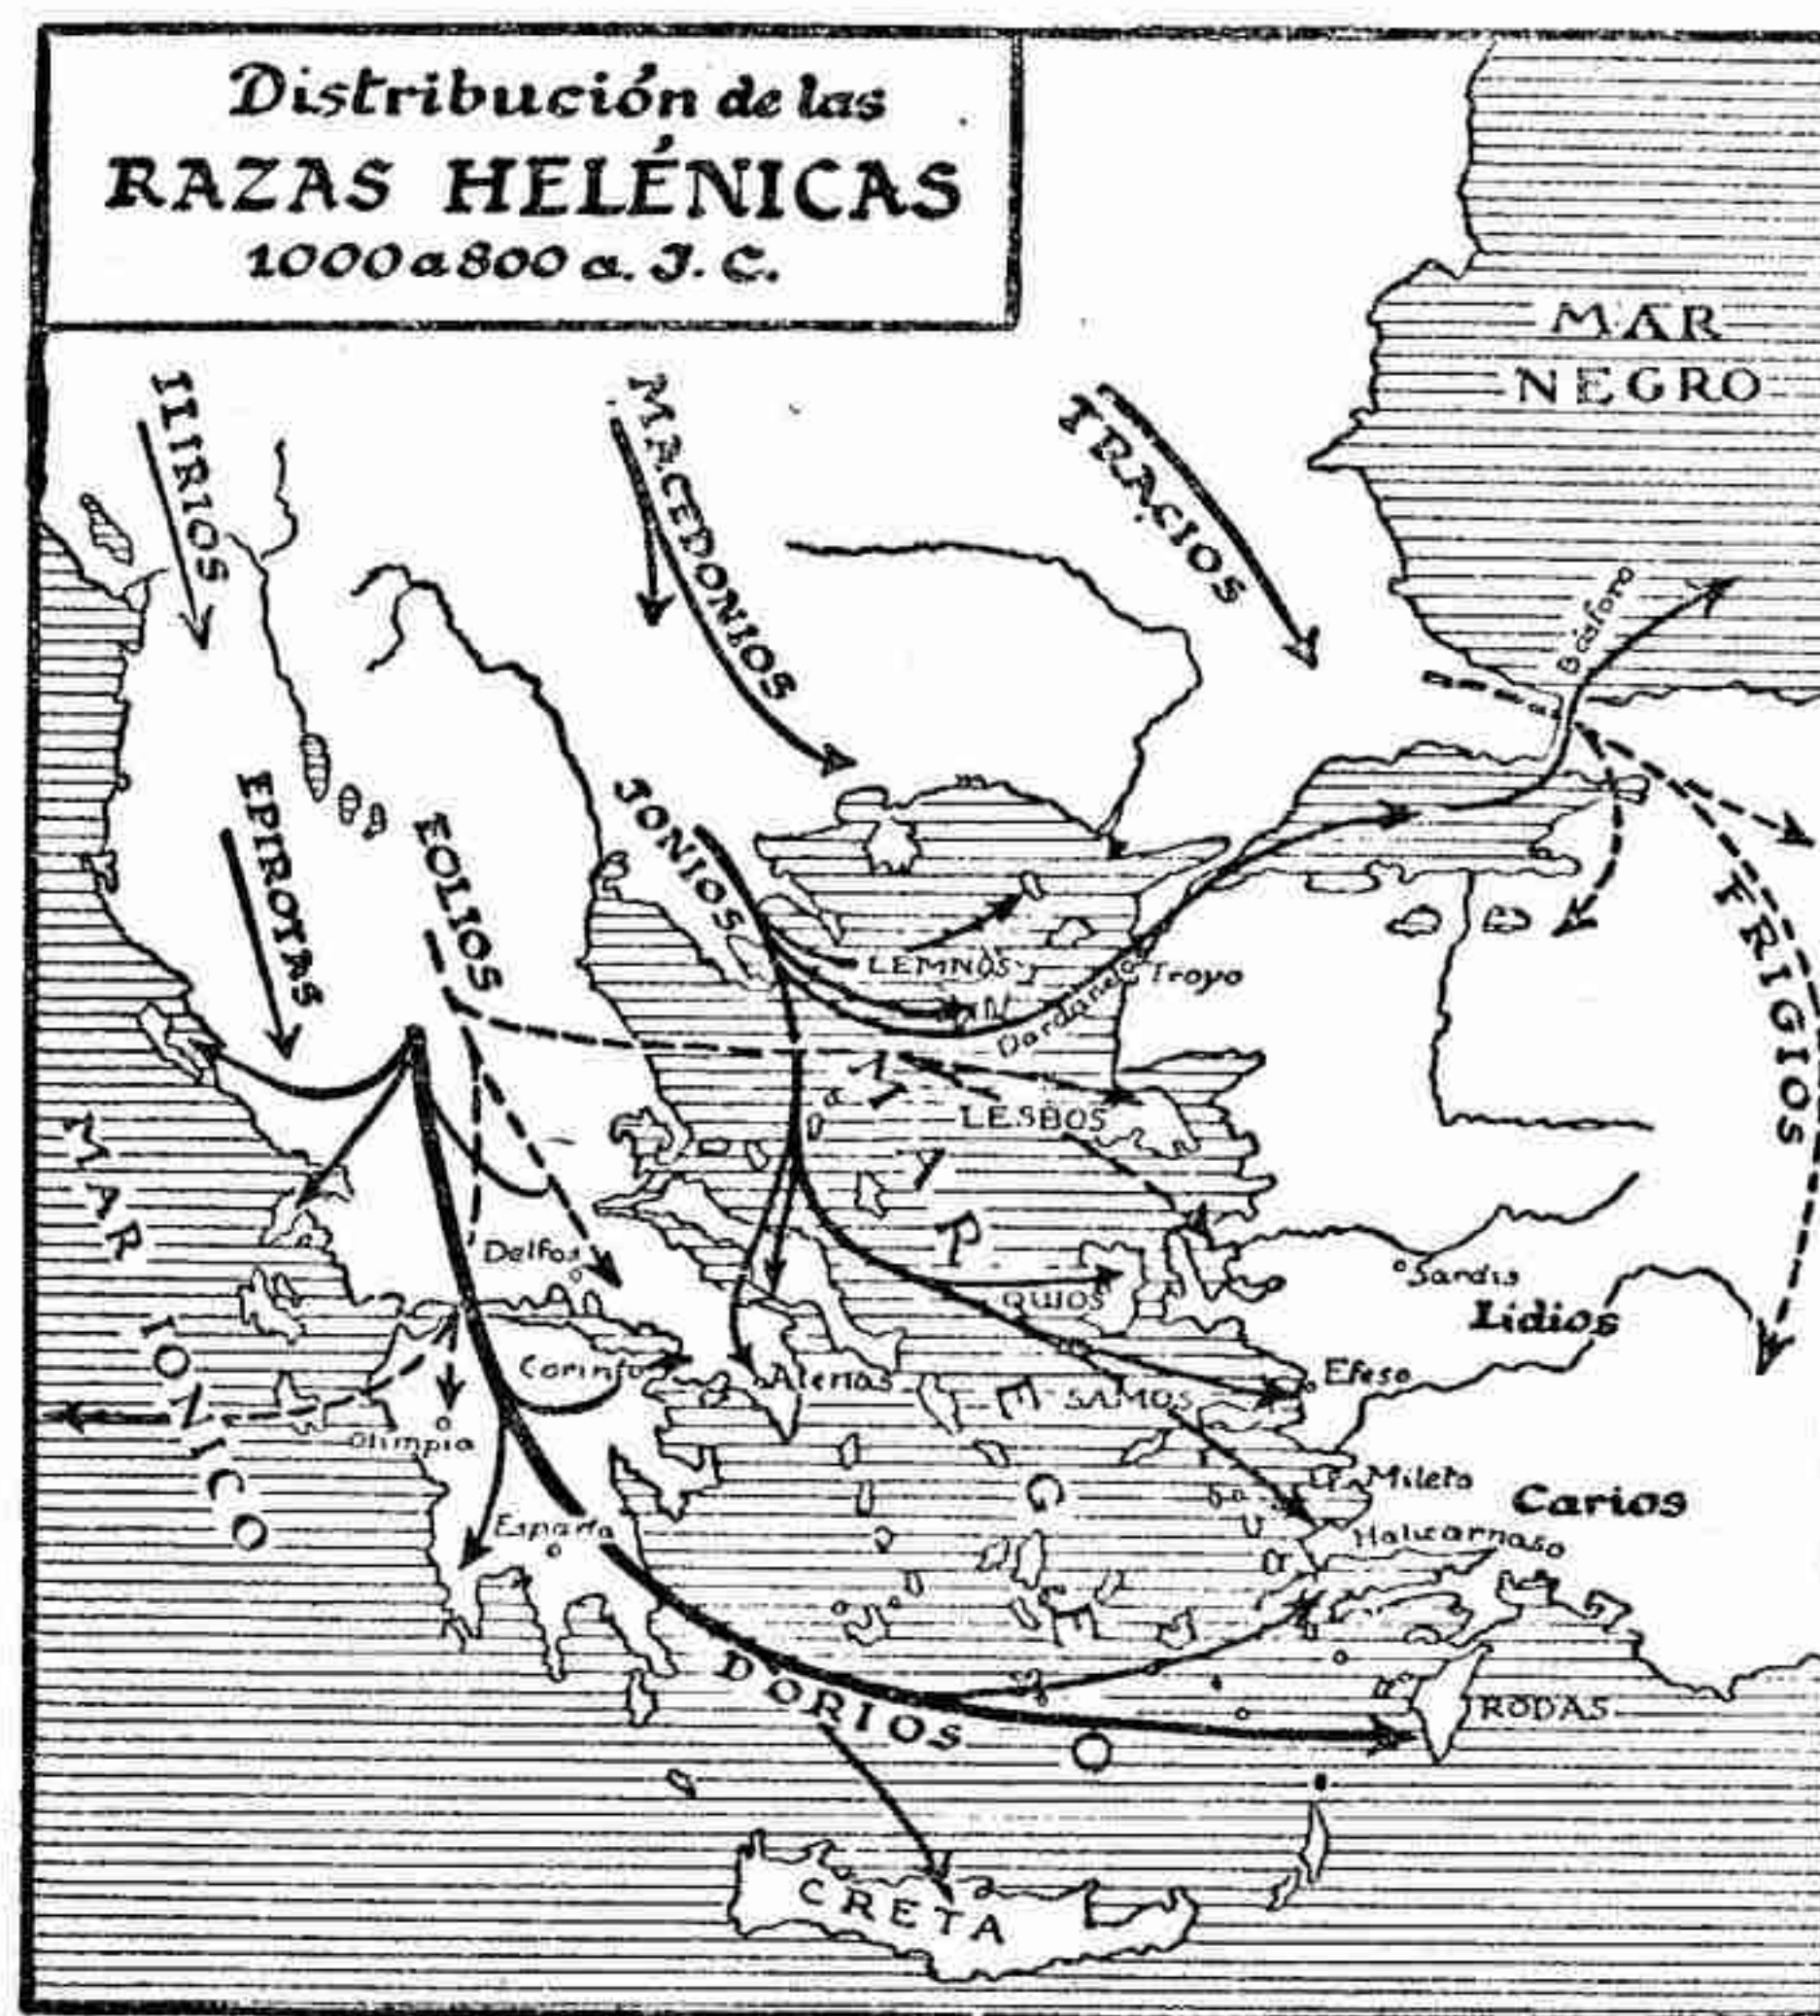 Distribución de las
RAZAS HELÉNICAS
1000 a 800 a. J. C.
MAR
NEGRO
ILIRIOS
MACEDONIOS
TRACIOS
Bósforo
EPIROTAS
EOLIOS
JONIOS
FRIGIOS
LEMNOS
Troya
Dardanelo
LESBOS
MAR IONICO
MAR EGEO
Delfos
Sardis
Lidios
QUIOS
Corinto
Atenas
Efeso
SAMOS
Olimpia
Mileto
Carios
Halicarnaso
Esparta
DORIOS
RODAS
CRETA